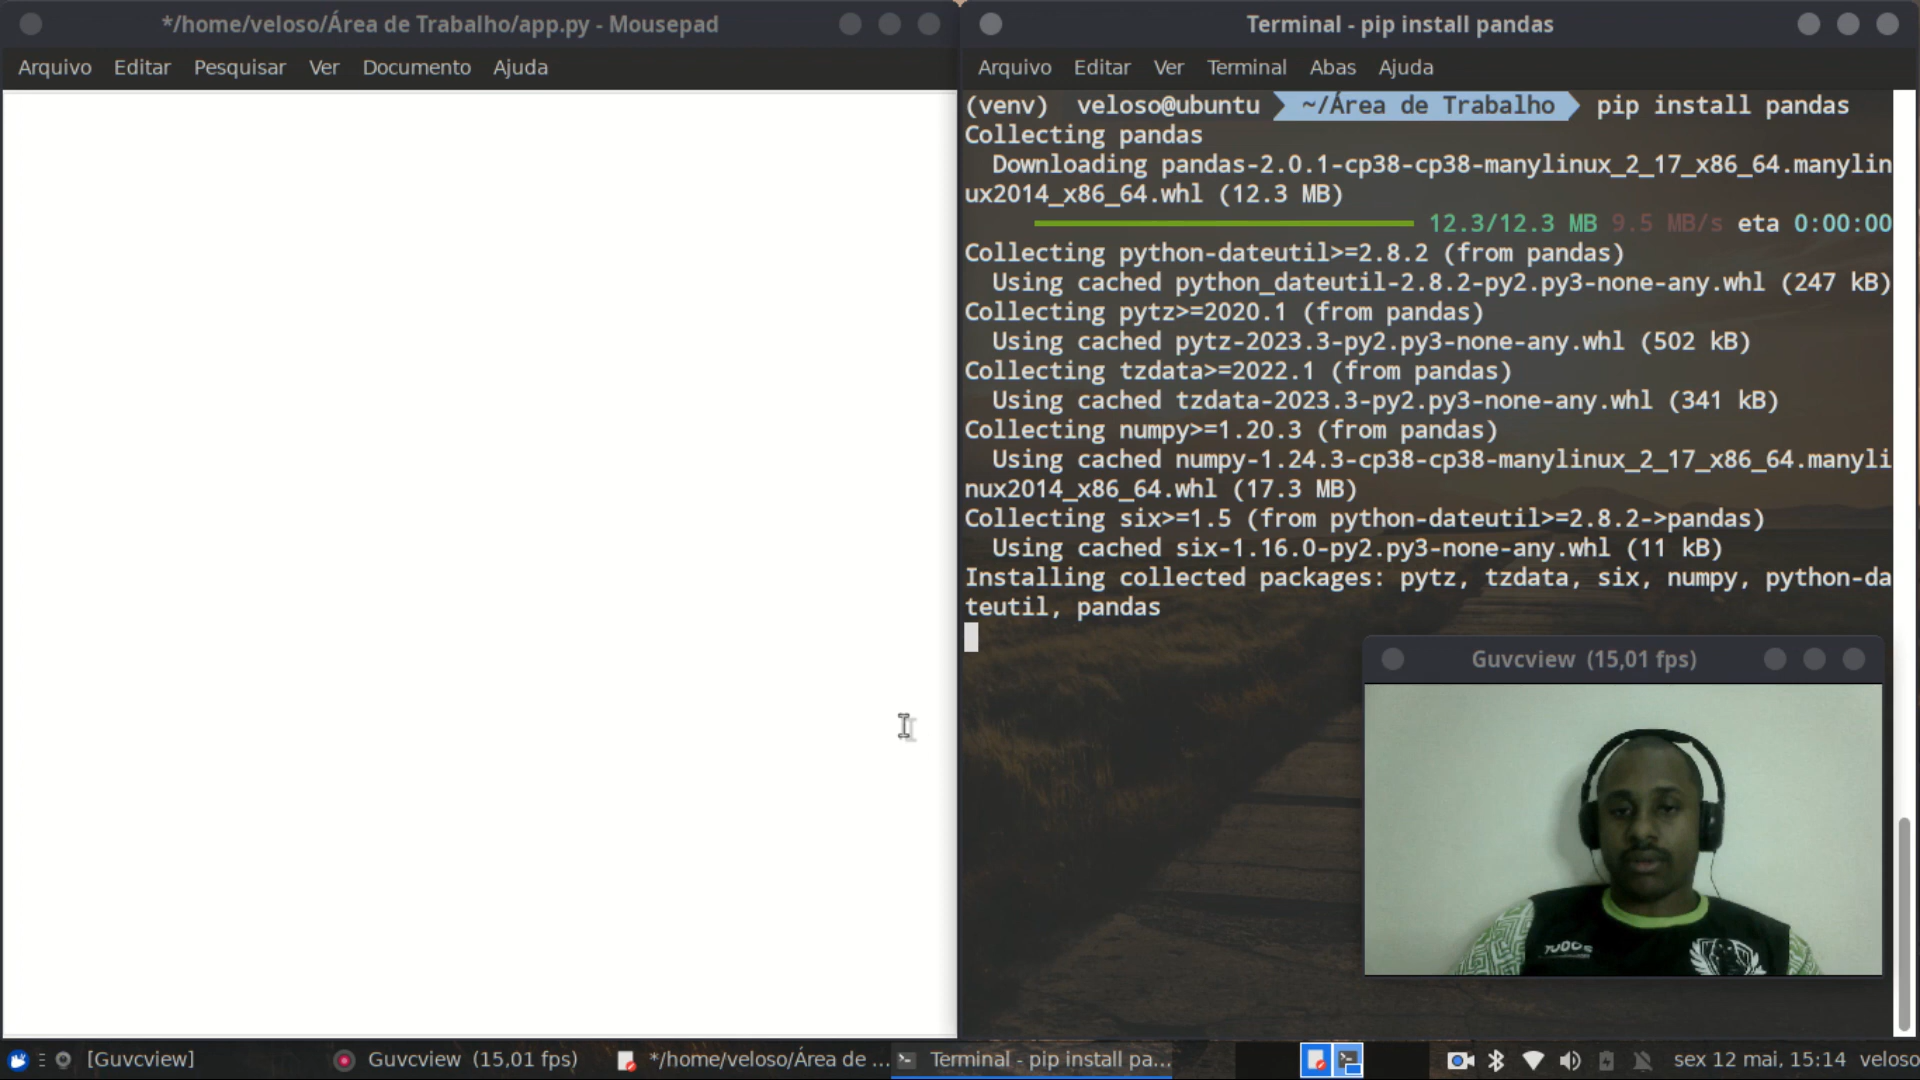 */home/veloso/Área de Trabalho/app.py - Mousepad
Arquivo Editar Pesquisar Ver Documento Ajuda
Terminal - pip install pandas
Arquivo Editar Ver Terminal Abas Ajuda
(venv) veloso@ubuntu ~/Área de Trabalho pip install pandas
Collecting pandas
Downloading pandas-2.0.1-cp38-cp38-manylinux_2_17_x86_64.manylin
ux2014_x86_64.whl (12.3 MB)
12.3/12.3 MB 9.5 MB/s eta 0:00:00
Collecting python-dateutil>=2.8.2 (from pandas)
Using cached python_dateutil-2.8.2-py2.py3-none-any.whl (247 kB)
Collecting pytz>=2020.1 (from pandas)
Using cached pytz-2023.3-py2.py3-none-any.whl (502 kB)
Collecting tzdata>=2022.1 (from pandas)
Using cached tzdata-2023.3-py2.py3-none-any.whl (341 kB)
Collecting numpy>=1.20.3 (from pandas)
Using cached numpy-1.24.3-cp38-cp38-manylinux_2_17_x86_64.manyli
nux2014_x86_64.whl (17.3 MB)
Collecting six>=1.5 (from python-dateutil>=2.8.2->pandas)
Using cached six-1.16.0-py2.py3-none-any.whl (11 kB)
Installing collected packages: pytz, tzdata, six, numpy, python-da
teutil, pandas
Guvcview (15,01 fps)
[Guvcview] Guvcview (15,01 fps) */home/veloso/Área de ... Terminal - pip install pa... sex 12 mai, 15:14 veloso